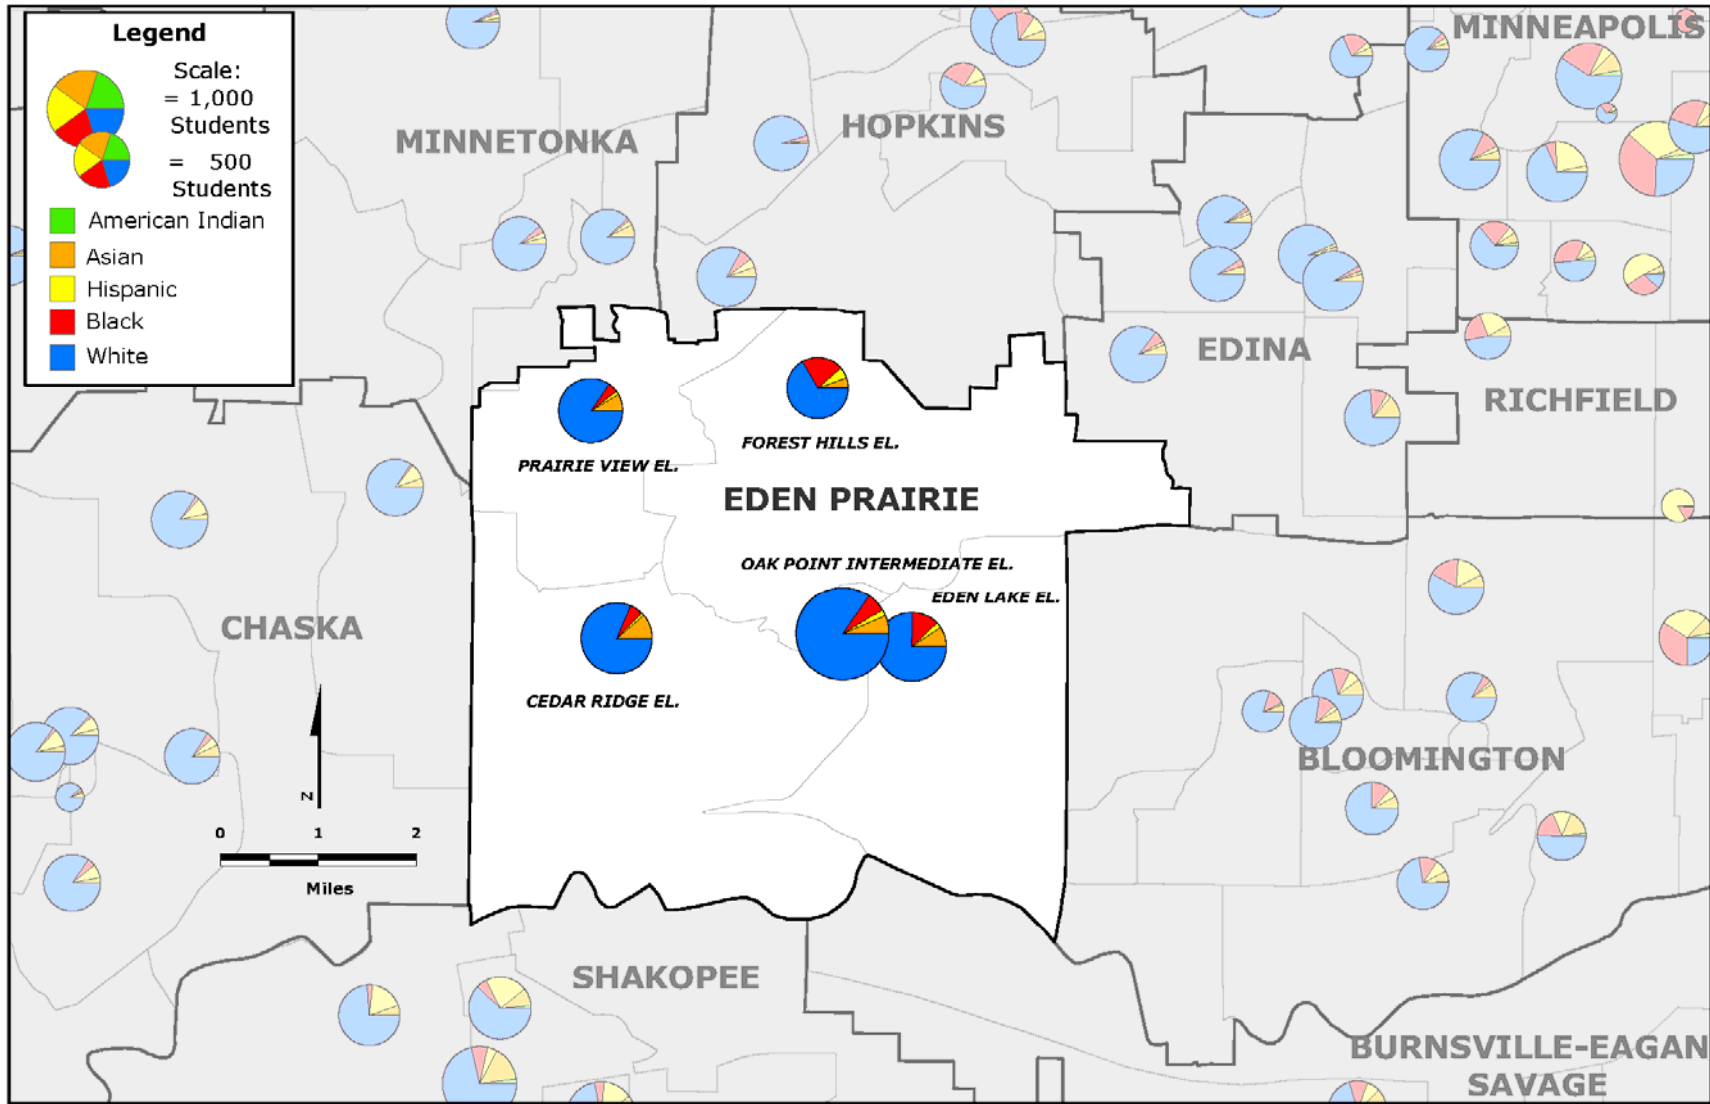 Legend
Scale:
= 1,000
Students
= 500
Students
American Indian
Asian
Hispanic
Black
White
MINNEAPOLIS
MINNETONKA
HOPKINS
EDINA
RICHFIELD
FOREST HILLS EL.
PRAIRIE VIEW EL.
EDEN PRAIRIE
OAK POINT INTERMEDIATE EL.
EDEN LAKE EL.
CHASKA
CEDAR RIDGE EL.
BLOOMINGTON
N
0 1 2
Miles
SHAKOPEE
BURNSVILLE-EAGAN
SAVAGE